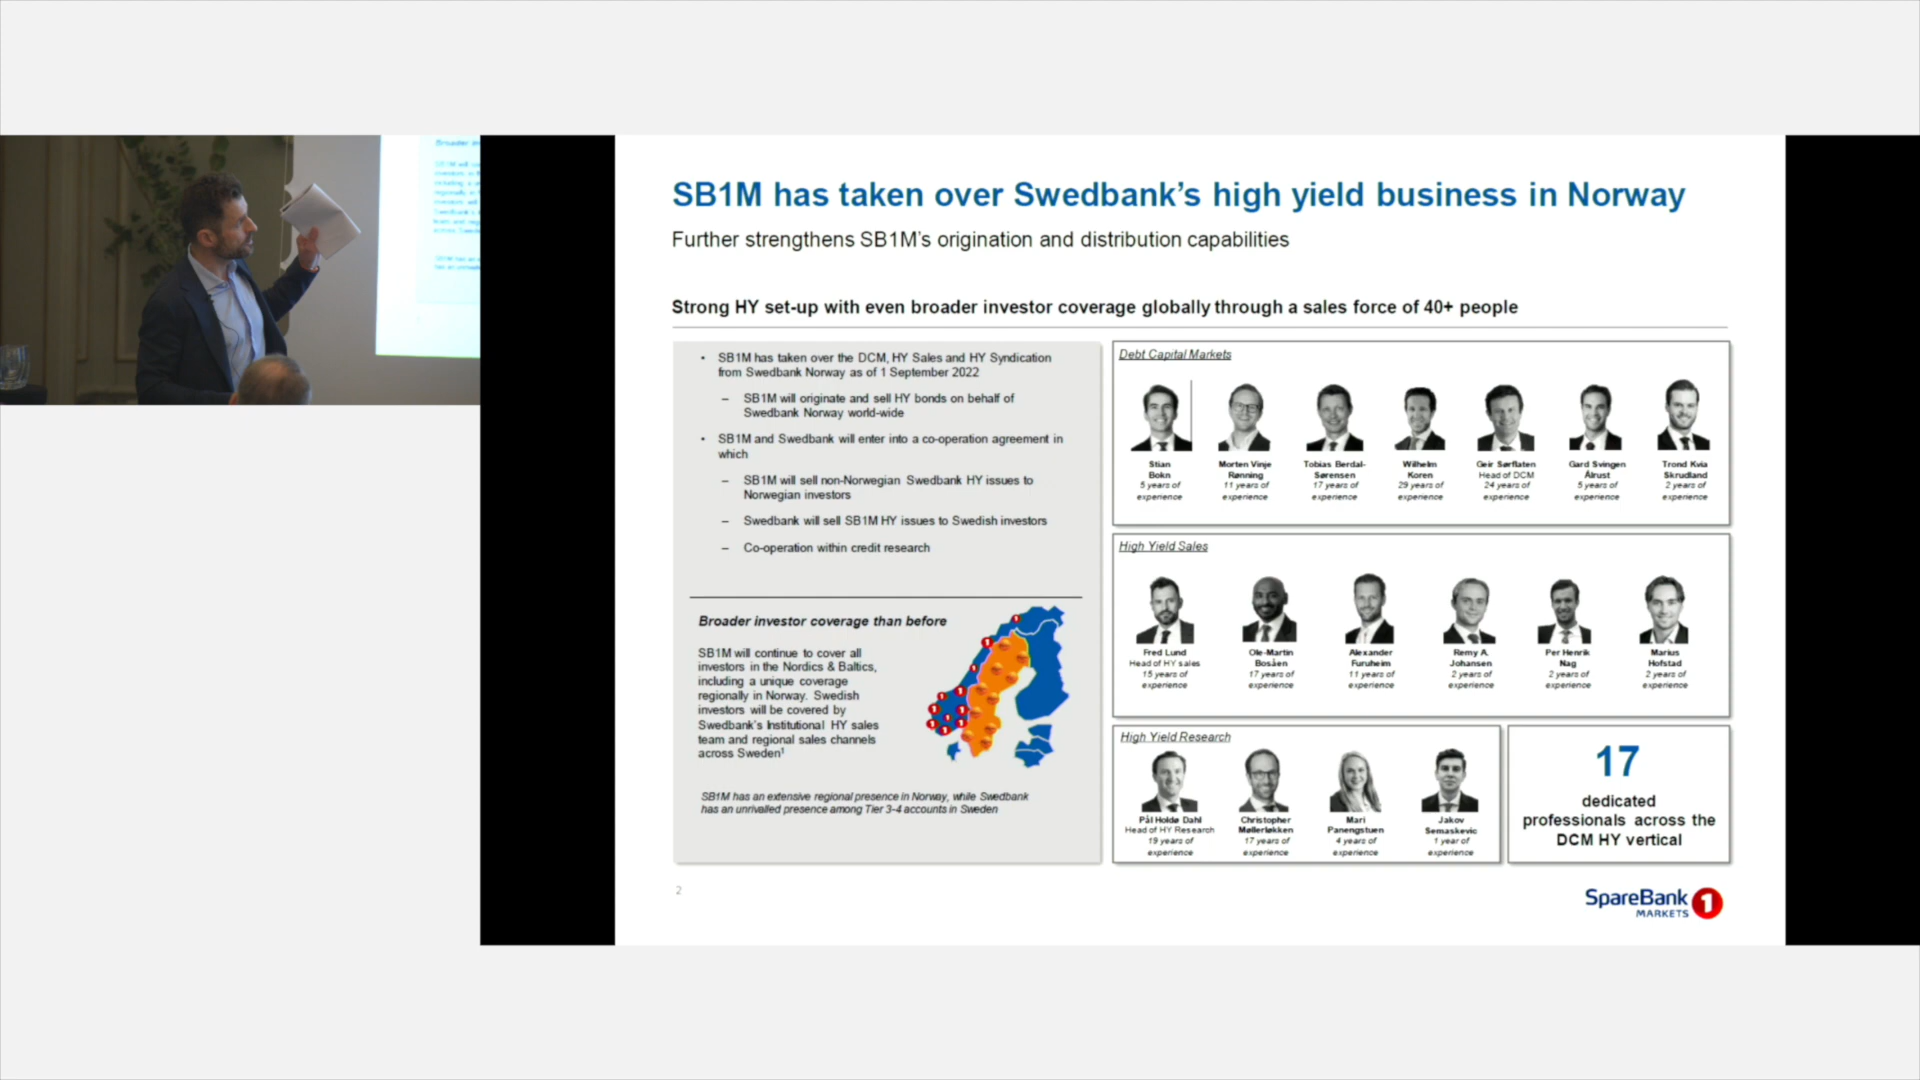 SB1M has taken over Swedbank's high yield business in Norway
Further strengthens SB1M's origination and distribution capabilities
Strong HY set-up with even broader investor coverage globally through a sales force of 40+ people
• SB1M has taken over the DCM, HY Sales and HY Syndication
from Swedbank Norway as of 1 September 2022
– SB1M will originate and sell HY bonds on behalf of
Swedbank Norway world-wide
• SB1M and Swedbank will enter into a co-operation agreement in
which
– SB1M will sell non-Norwegian Swedbank HY issues to
Norwegian investors
– Swedbank will sell SB1M HY issues to Swedish investors
– Co-operation within credit research
Broader investor coverage than before
SB1M will continue to cover all
investors in the Nordics & Baltics,
including a unique coverage
regionally in Norway. Swedish
investors will be covered by
Swedbank's Institutional HY sales
team and regional sales channels
across Sweden¹
SB1M has an extensive regional presence in Norway, while Swedbank
has an unrivalled presence among Tier 3-4 accounts in Sweden
Debt Capital Markets
Stian
Bokn
5 years of
experience
Morten Vinje
Rønning
11 years of
experience
Tobias Berdal-
Sørensen
17 years of
experience
Wilhelm
Koren
29 years of
experience
Geir Sørflaten
Head of DCM
24 years of
experience
Gard Svingen
Ålrust
5 years of
experience
Trond Kvia
Skrudland
2 years of
experience
High Yield Sales
Fred Lund
Head of HY sales
15 years of
experience
Ole-Martin
Bosåen
17 years of
experience
Alexander
Furuheim
11 years of
experience
Remy A.
Johansen
2 years of
experience
Per Henrik
Nag
2 years of
experience
Marius
Hofstad
2 years of
experience
High Yield Research
Pål Holdø Dahl
Head of HY Research
19 years of
experience
Christopher
Møllerløkken
17 years of
experience
Mari
Panengstuen
4 years of
experience
Jakov
Semaskevic
1 year of
experience
17
dedicated
professionals across the
DCM HY vertical
2
SpareBank 1
MARKETS